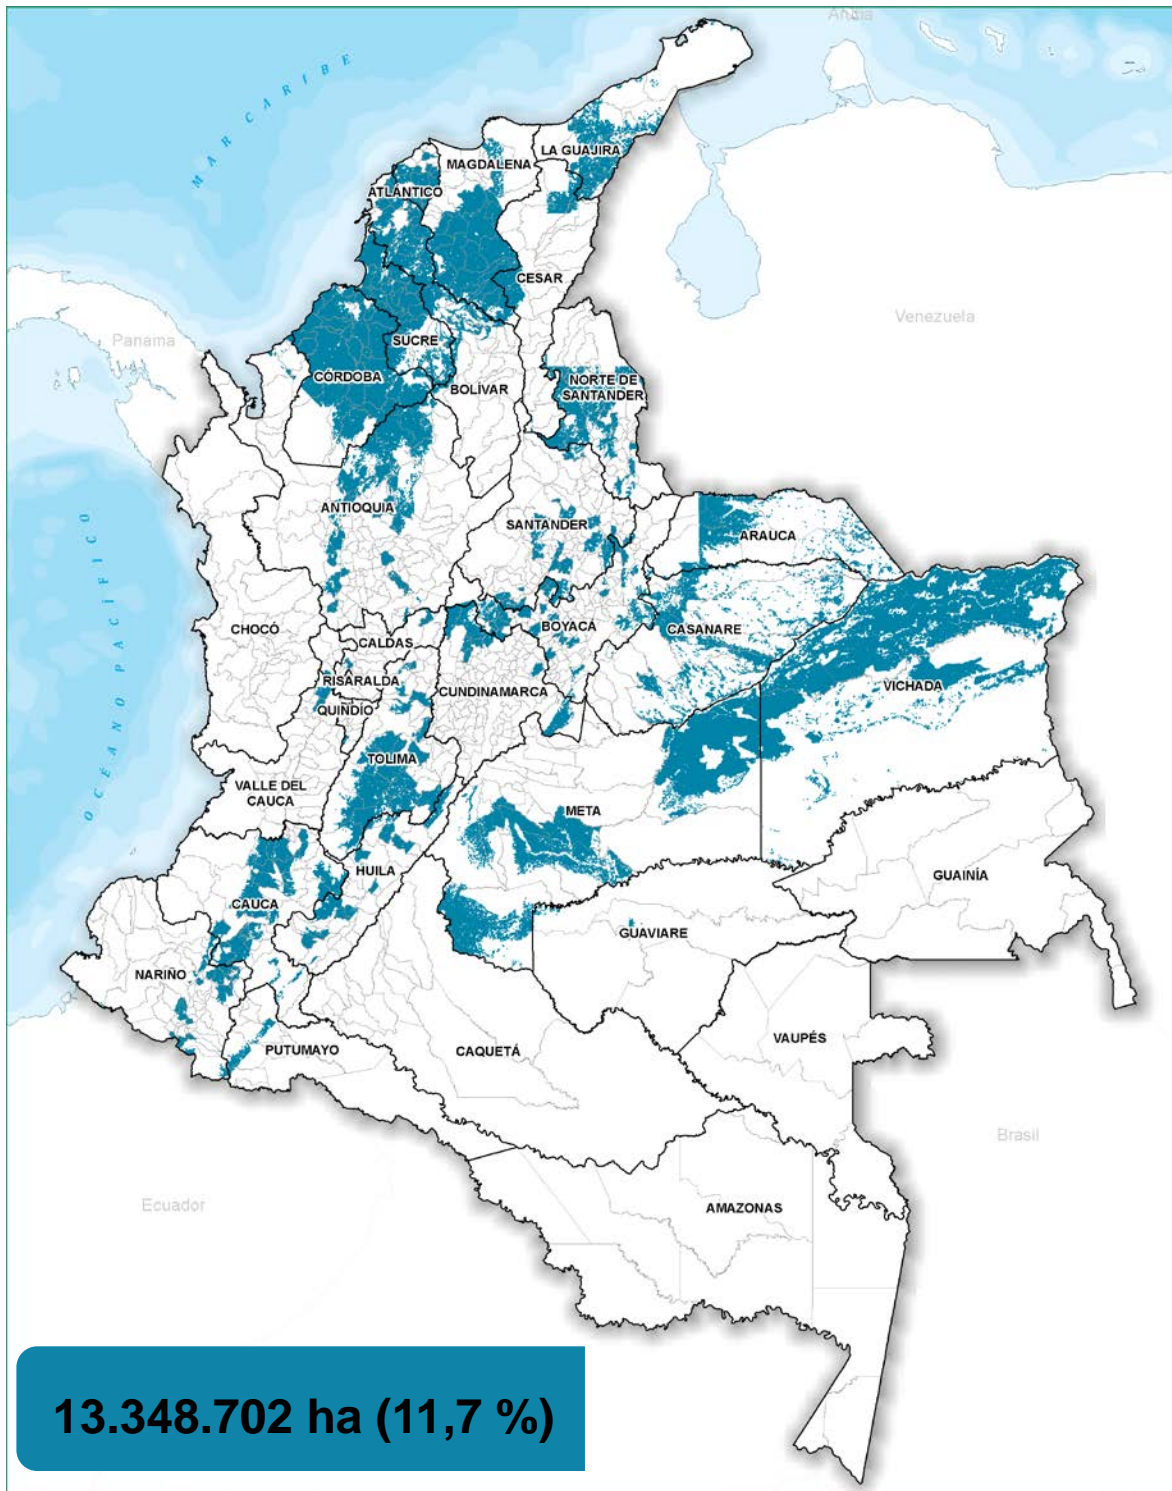 Aruba
MAR CARIBE
LA GUAJIRA
MAGDALENA
ATLÁNTICO
CESAR
Venezuela
Panama
SUCRE
CÓRDOBA
BOLÍVAR
NORTE DE
SANTANDER
ANTIOQUIA
SANTANDER
ARAUCA
OCÉANO PACÍFICO
CHOCÓ
CALDAS
BOYACÁ
CASANARE
RISARALDA
CUNDINAMARCA
VICHADA
QUINDÍO
TOLIMA
VALLE DEL
CAUCA
META
HUILA
GUAINÍA
CAUCA
GUAVIARE
NARIÑO
VAUPÉS
PUTUMAYO
CAQUETÁ
Brasil
Ecuador
AMAZONAS
13.348.702 ha (11,7 %)